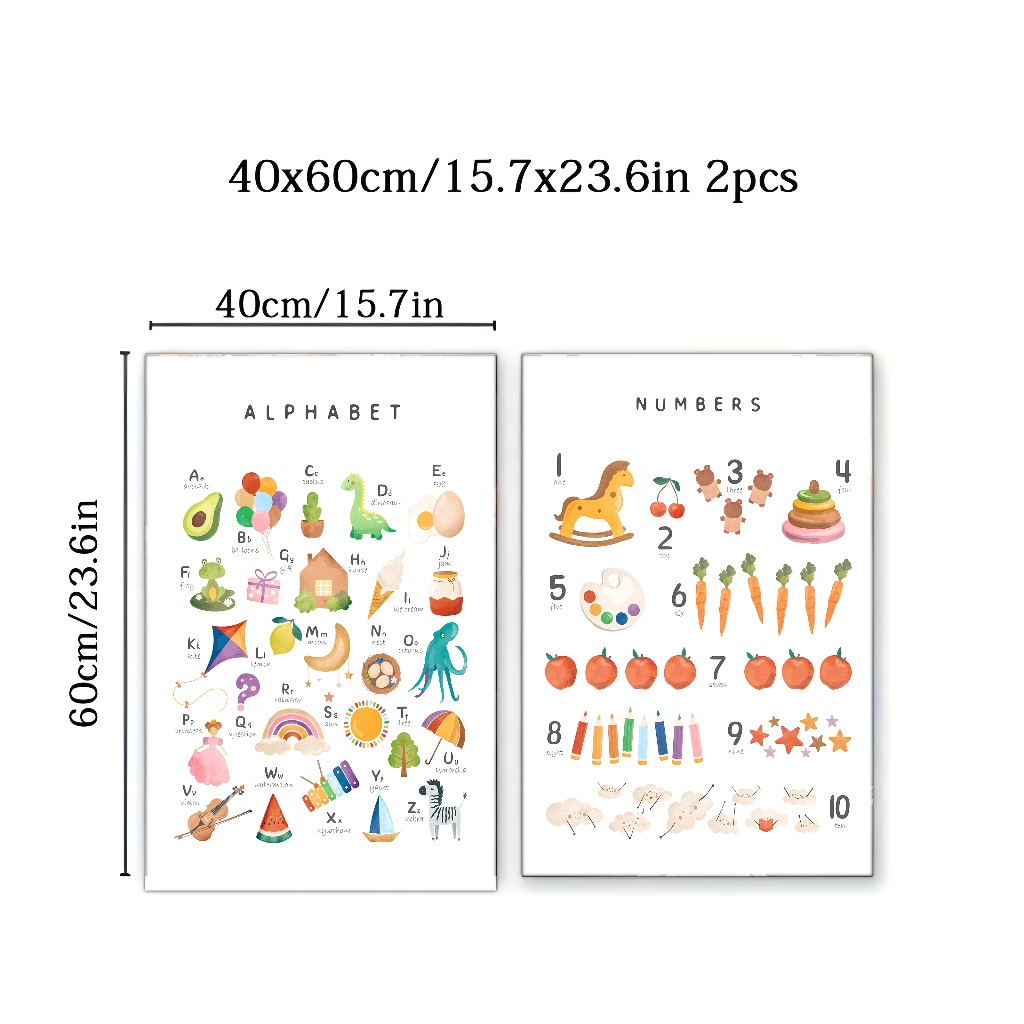 40x60cm/15.7x23.6in 2pcs
40cm/15.7in
60cm/23.6in
ALPHABET
Aa
avocado
Bb
balloons
Cc
cactus
Dd
dinosaur
Ee
egg
Ff
frog
Gg
gift
Hh
house
Ii
ice cream
Jj
jam
Kk
kite
Ll
lemon
Mm
moon
Nn
nest
Oo
Pp
princess
Qq
question
Rr
rainbow
Ss
sun
Tt
tree
Uu
umbrella
Vv
violin
Ww
watermelon
Xx
xylophone
Yy
Zz
zebra
NUMBERS
1
one
2
two
3
three
4
four
5
five
6
six
7
seven
8
eight
9
nine
10
ten